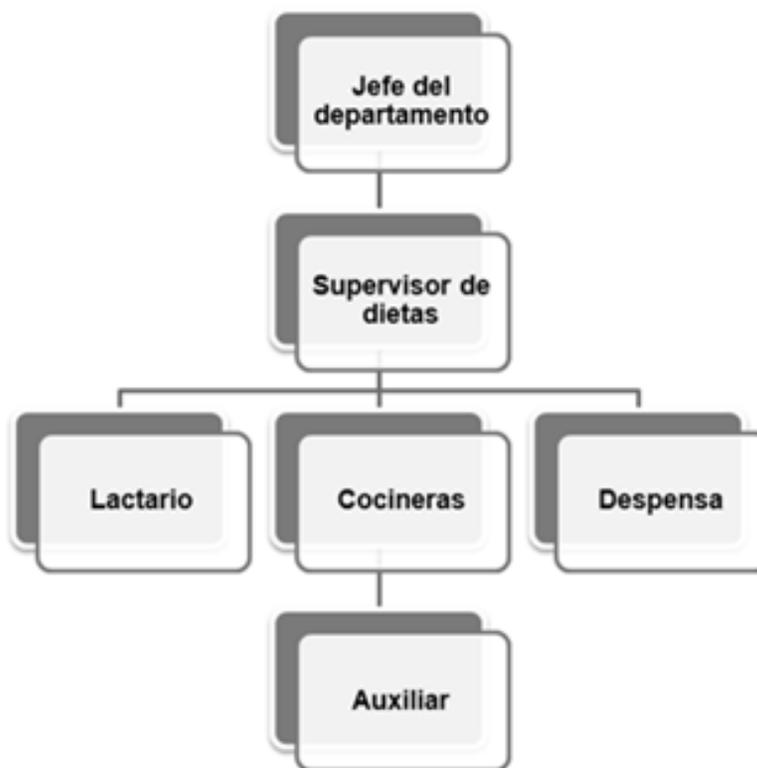 Jefe del
departamento
Supervisor de
dietas
Lactario
Cocineras
Despensa
Auxiliar